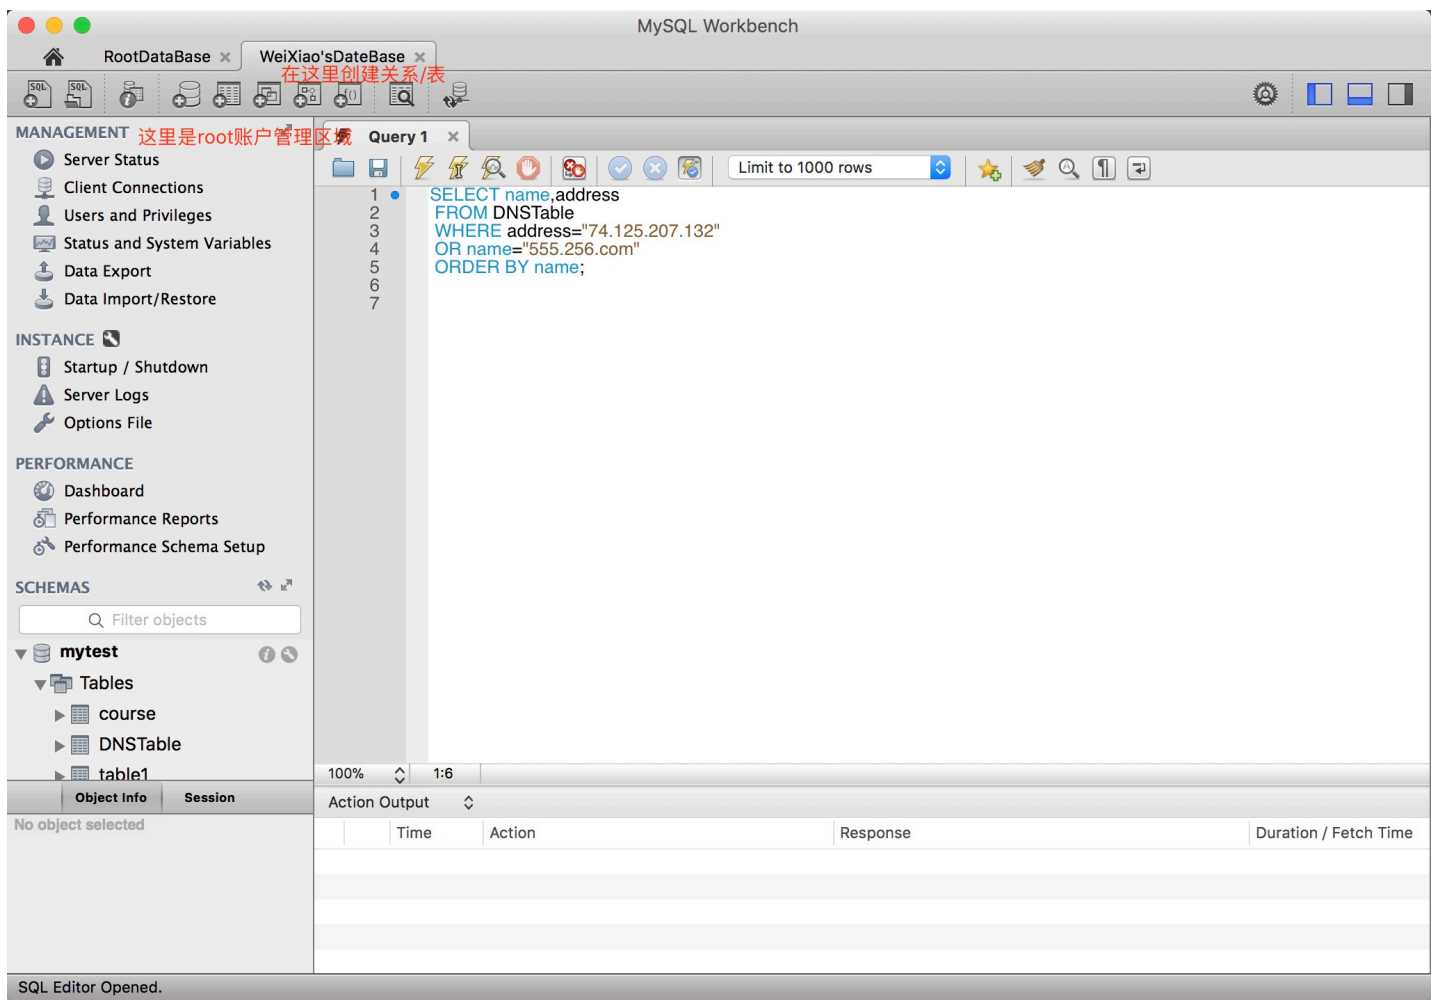 MySQL Workbench
RootDataBase
WeiXiao'sDateBase
在这里创建关系/表
SQL
SQL
MANAGEMENT
这里是root账户管理区域
Server Status
Client Connections
Users and Privileges
Status and System Variables
Data Export
Data Import/Restore
INSTANCE
Startup / Shutdown
Server Logs
Options File
PERFORMANCE
Dashboard
Performance Reports
Performance Schema Setup
SCHEMAS
Filter objects
mytest
Tables
course
DNSTable
table1
Object Info Session
No object selected
Query 1
Limit to 1000 rows
1 SELECT name,address
2 FROM DNSTable
3 WHERE address="74.125.207.132"
4 OR name="555.256.com"
5 ORDER BY name;
6
7
100% 1:6
Action Output
Time Action Response Duration / Fetch Time
SQL Editor Opened.